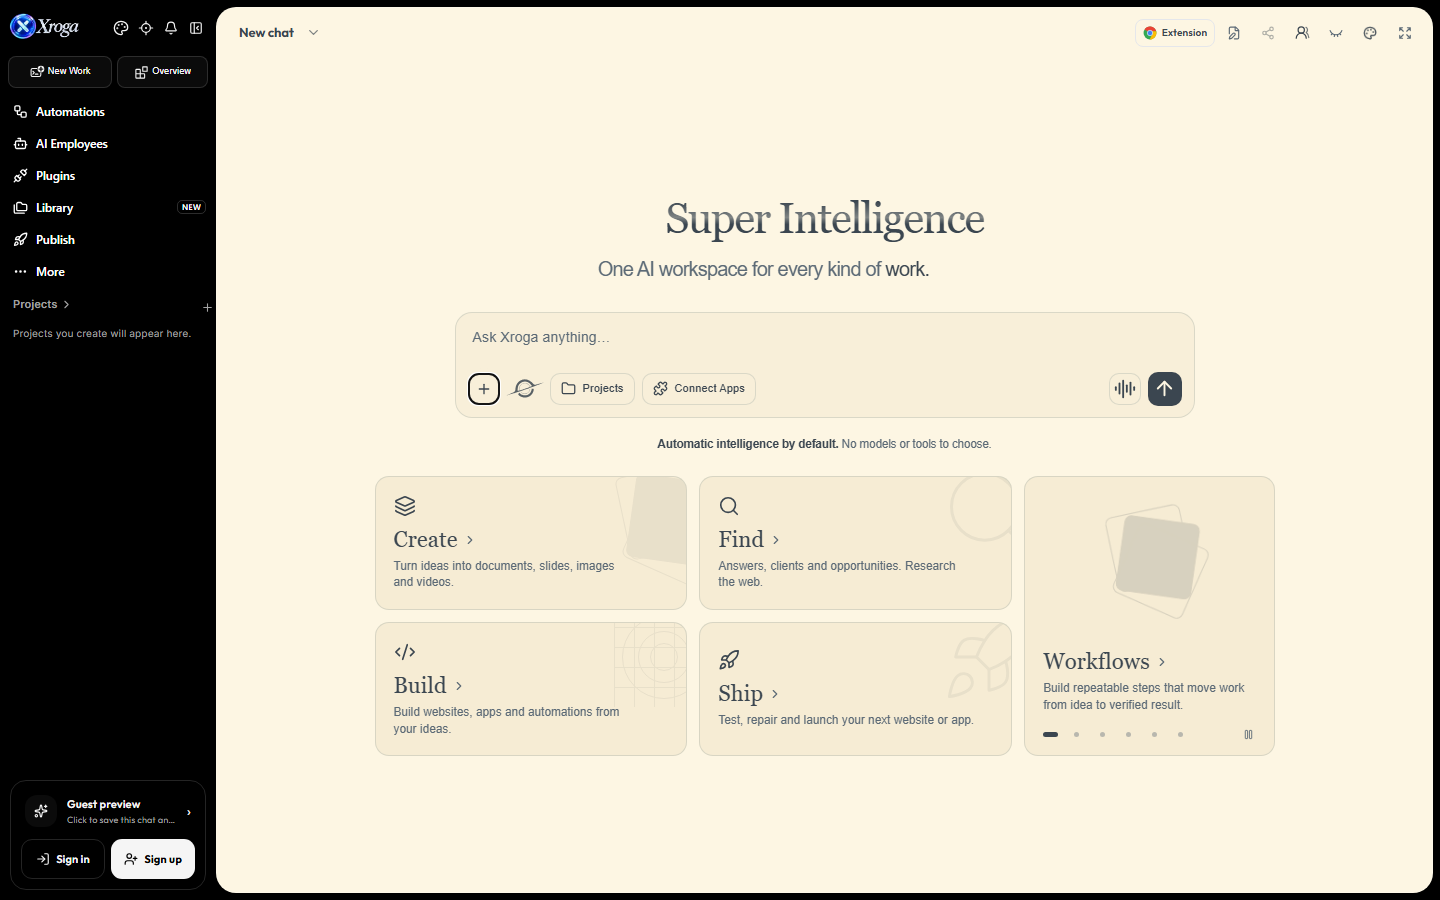 Xroga
New Work
Overview
Automations
AI Employees
Plugins
Library
NEW
Publish
More
Projects
Projects you create will appear here.
Guest preview
Click to save this chat an...
Sign in
Sign up
New chat
Extension
Super Intelligence
One AI workspace for every kind of work.
Ask Xroga anything...
Projects
Connect Apps
Automatic intelligence by default. No models or tools to choose.
Create
Turn ideas into documents, slides, images
and videos.
Find
Answers, clients and opportunities. Research
the web.
Build
Build websites, apps and automations from
your ideas.
Ship
Test, repair and launch your next website or app.
Workflows
Build repeatable steps that move work
from idea to verified result.